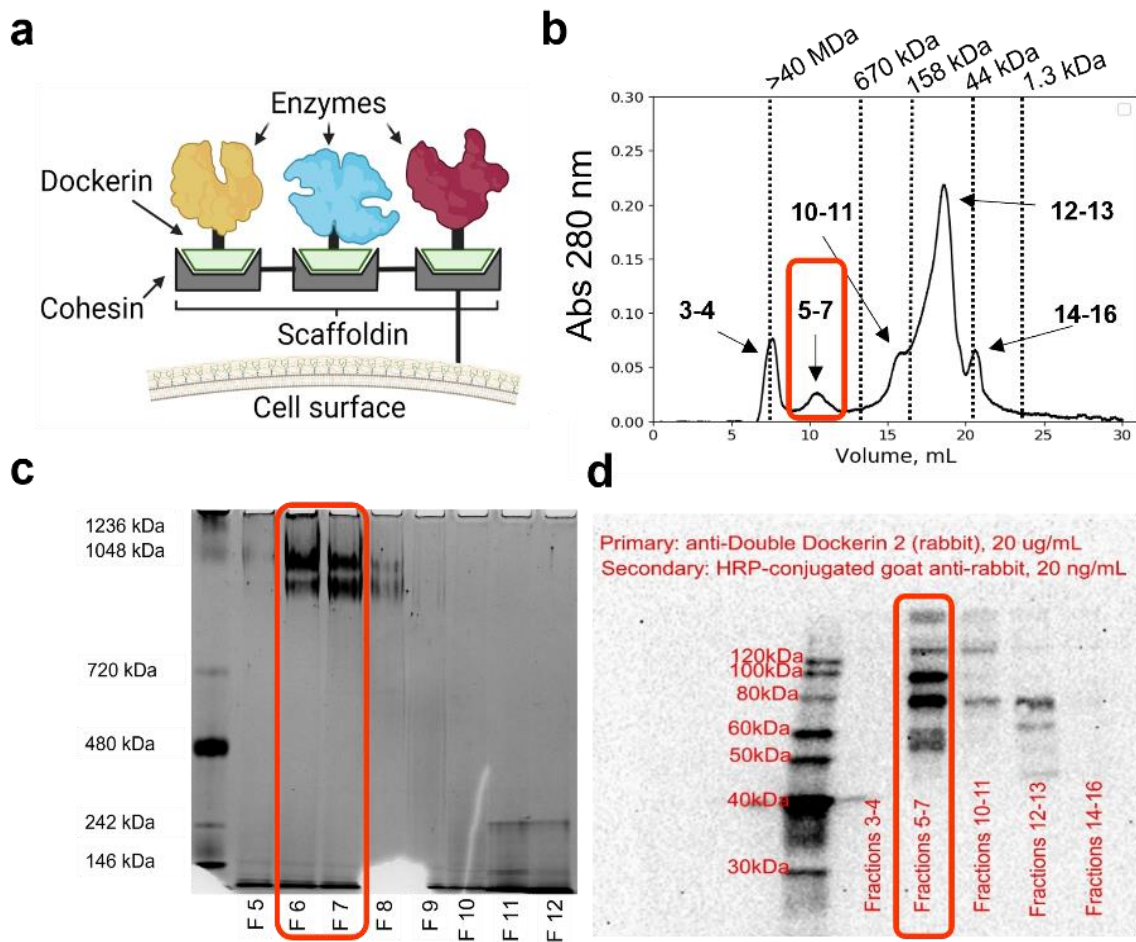 a
Enzymes
Dockerin
Cohesin
Scaffoldin
Cell surface
b
>40 MDa
670 kDa
158 kDa
44 kDa
1.3 kDa
Abs 280 nm
0.30
0.25
0.20
0.15
0.10
0.05
0.00
3-4
5-7
10-11
12-13
14-16
0 5 10 15 20 25 30
Volume, mL
c
1236 kDa
1048 kDa
720 kDa
480 kDa
242 kDa
146 kDa
F 5
F 6
F 7
F 8
F 9
F 10
F 11
F 12
d
Primary: anti-Double Dockerin 2 (rabbit), 20 ug/mL
Secondary: HRP-conjugated goat anti-rabbit, 20 ng/mL
120kDa
100kDa
80kDa
60kDa
50kDa
40kDa
30kDa
Fractions 3-4
Fractions 5-7
Fractions 10-11
Fractions 12-13
Fractions 14-16